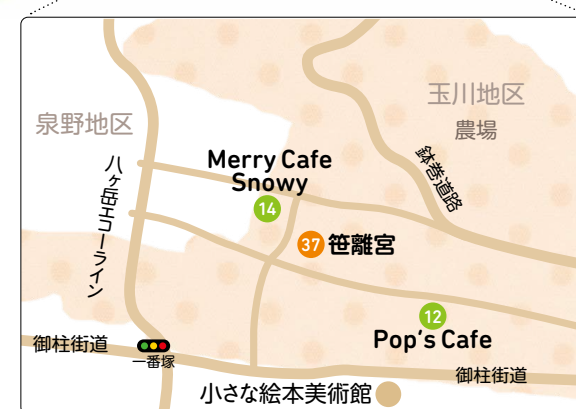 玉川地区
農場
泉野地区
鉢巻道路
八ヶ岳エコーライン
Merry Cafe
Snowy
14
37 笹離宮
12
Pop's Cafe
御柱街道
一番塚
御柱街道
小さな絵本美術館